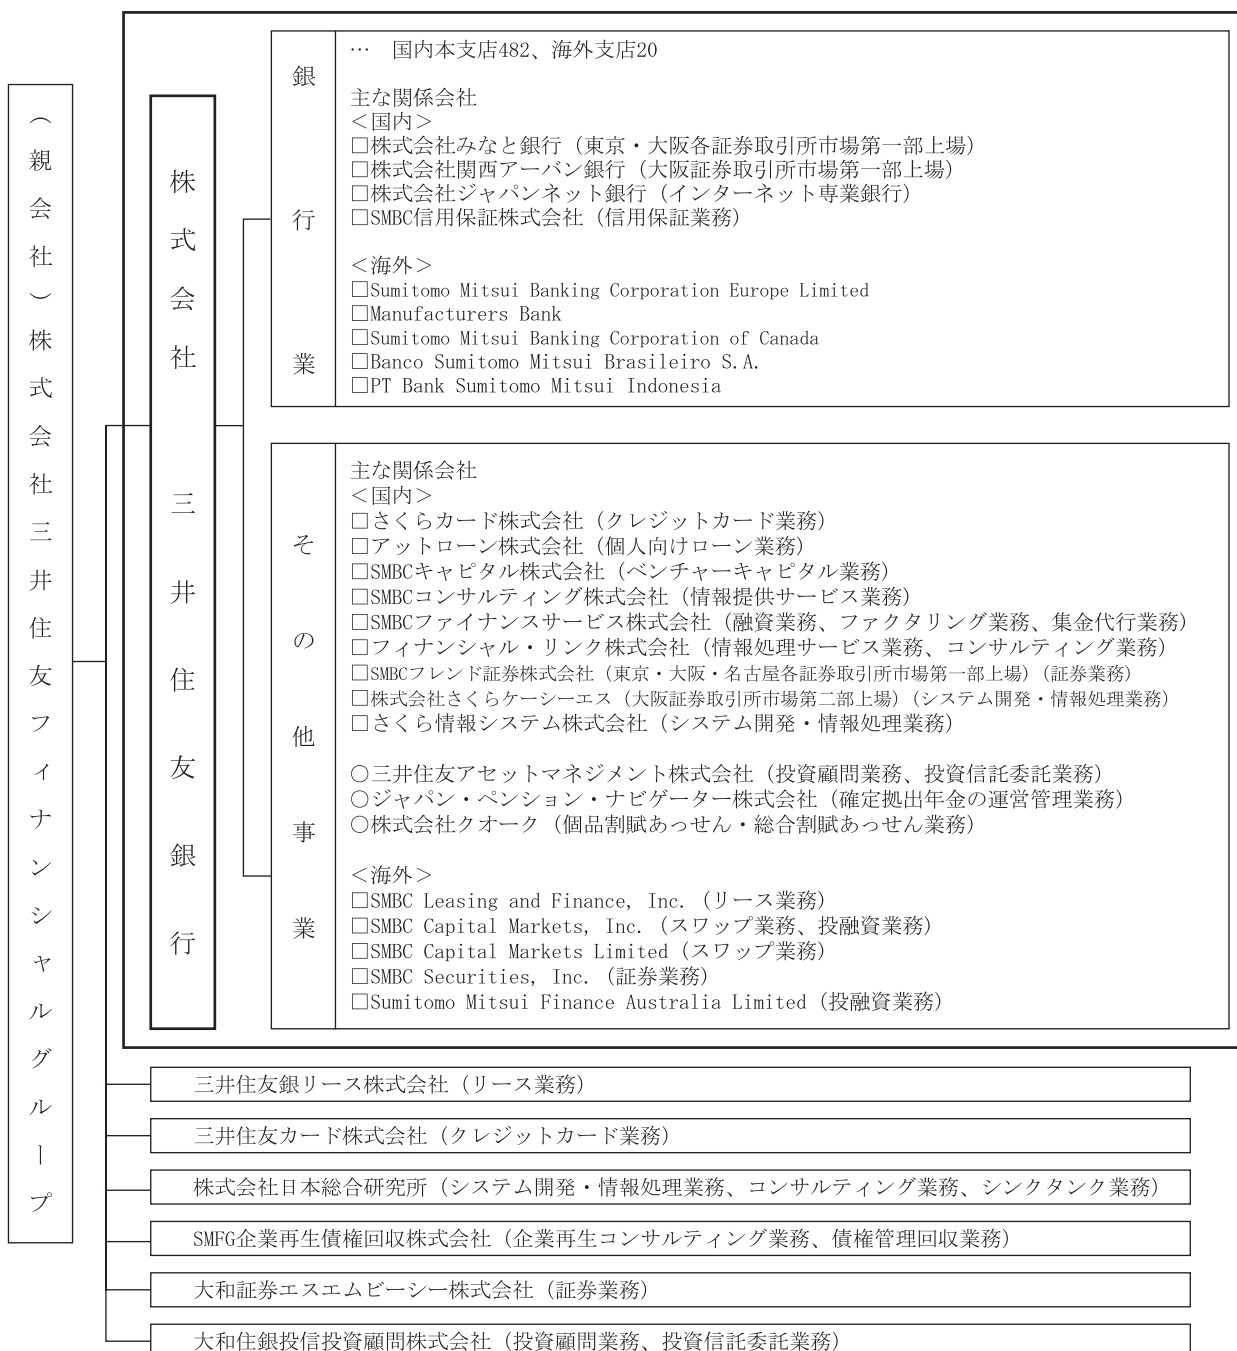 （親会社）株式会社三井住友フィナンシャルグループ
株式会社 三井住友銀行
銀行業
… 国内本支店482、海外支店20
主な関係会社
＜国内＞
□株式会社みなと銀行（東京・大阪各証券取引所市場第一部上場）
□株式会社関西アーバン銀行（大阪証券取引所市場第一部上場）
□株式会社ジャパンネット銀行（インターネット専業銀行）
□SMBC信用保証株式会社（信用保証業務）
＜海外＞
□Sumitomo Mitsui Banking Corporation Europe Limited
□Manufacturers Bank
□Sumitomo Mitsui Banking Corporation of Canada
□Banco Sumitomo Mitsui Brasileiro S.A.
□PT Bank Sumitomo Mitsui Indonesia
その他事業
主な関係会社
＜国内＞
□さくらカード株式会社（クレジットカード業務）
□アットローン株式会社（個人向けローン業務）
□SMBCキャピタル株式会社（ベンチャーキャピタル業務）
□SMBCコンサルティング株式会社（情報提供サービス業務）
□SMBCファイナンスサービス株式会社（融資業務、ファクタリング業務、集金代行業務）
□フィナンシャル・リンク株式会社（情報処理サービス業務、コンサルティング業務）
□SMBCフレンド証券株式会社（東京・大阪・名古屋各証券取引所市場第一部上場）（証券業務）
□株式会社さくらケーシーエス（大阪証券取引所市場第二部上場）（システム開発・情報処理業務）
□さくら情報システム株式会社（システム開発・情報処理業務）
○三井住友アセットマネジメント株式会社（投資顧問業務、投資信託委託業務）
○ジャパン・ペンション・ナビゲーター株式会社（確定拠出年金の運営管理業務）
○株式会社クオーク（個品割賦あっせん・総合割賦あっせん業務）
＜海外＞
□SMBC Leasing and Finance, Inc.（リース業務）
□SMBC Capital Markets, Inc.（スワップ業務、投融資業務）
□SMBC Capital Markets Limited（スワップ業務）
□SMBC Securities, Inc.（証券業務）
□Sumitomo Mitsui Finance Australia Limited（投融資業務）
三井住友銀リース株式会社（リース業務）
三井住友カード株式会社（クレジットカード業務）
株式会社日本総合研究所（システム開発・情報処理業務、コンサルティング業務、シンクタンク業務）
SMFG企業再生債権回収株式会社（企業再生コンサルティング業務、債権管理回収業務）
大和証券エスエムビーシー株式会社（証券業務）
大和住銀投信投資顧問株式会社（投資顧問業務、投資信託委託業務）